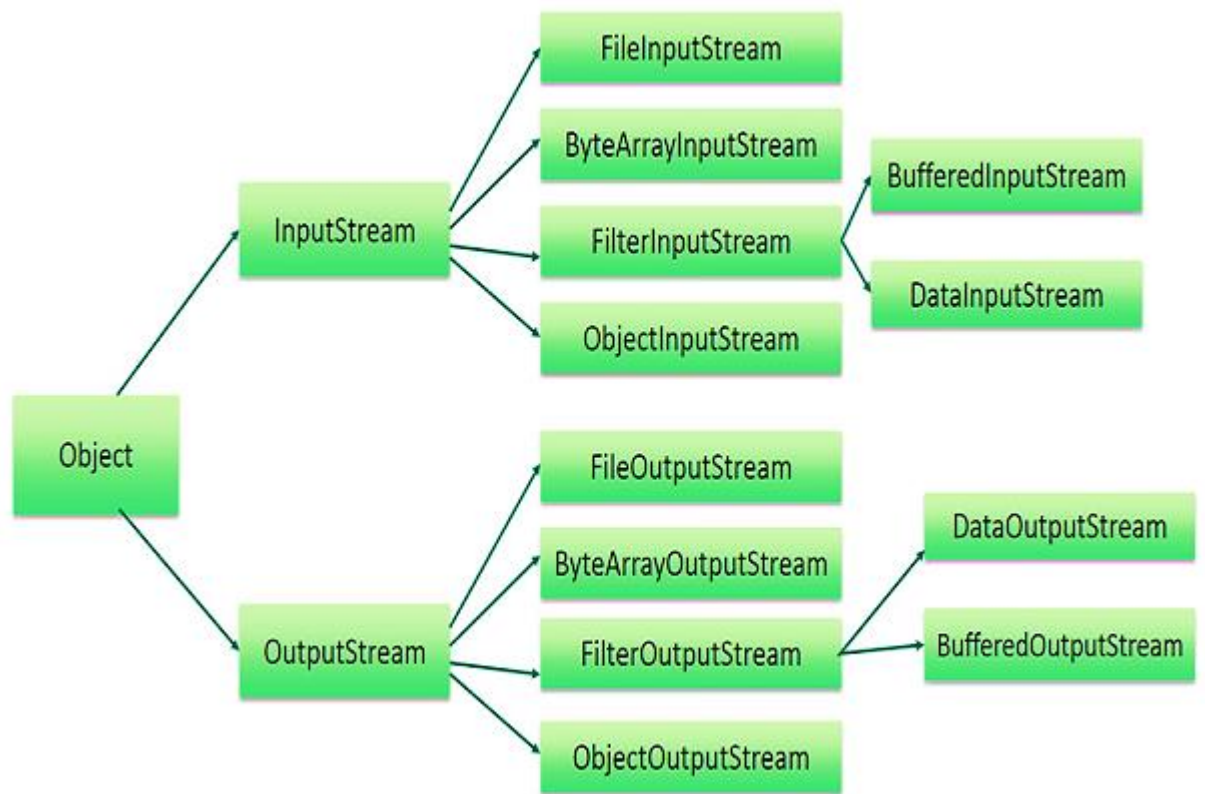 FileInputStream
ByteArrayInputStream
BufferedInputStream
InputStream
FilterInputStream
DataInputStream
ObjectInputStream
Object
FileOutputStream
DataOutputStream
ByteArrayOutputStream
OutputStream
FilterOutputStream
BufferedOutputStream
ObjectOutputStream